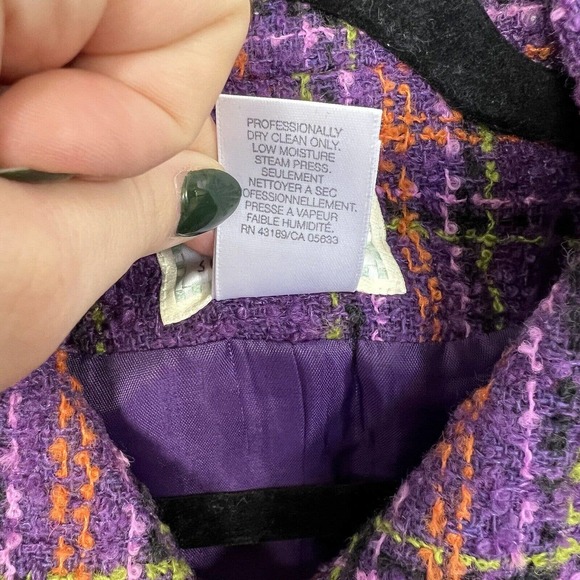 PROFESSIONALLY
DRY CLEAN ONLY.
LOW MOISTURE
STEAM PRESS.
SEULEMENT
NETTOYER A SEC
OFESSIONNELLEMENT.
PRESSE A VAPEUR
FAIBLE HUMIDITÉ.
RN 43189/CA 05633